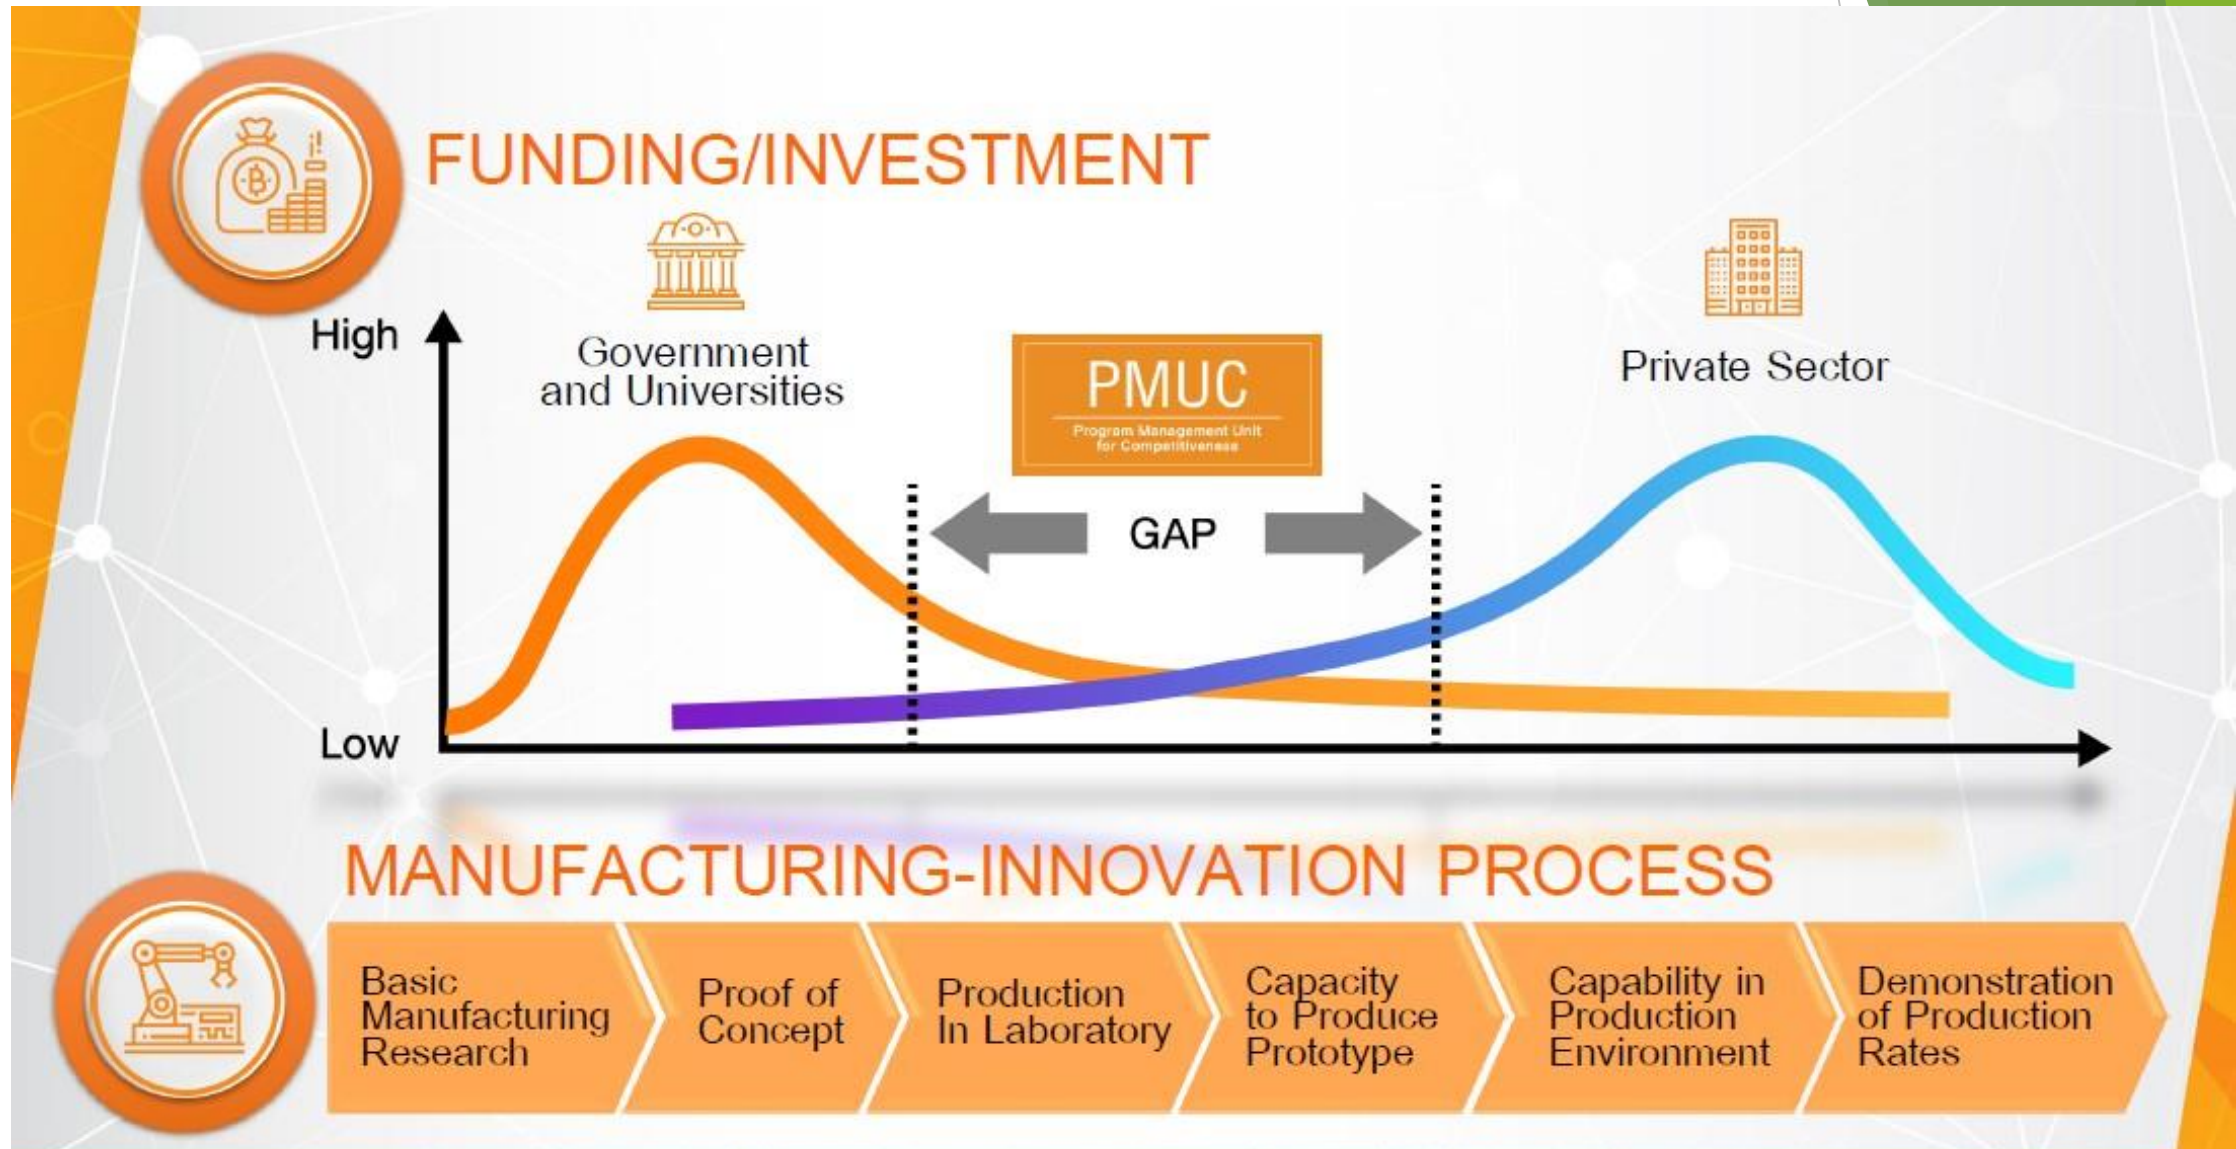 FUNDING/INVESTMENT
High
Government
and Universities
PMUC
Program Management Unit
for Competitiveness
Private Sector
GAP
Low
MANUFACTURING-INNOVATION PROCESS
Basic
Manufacturing
Research
Proof of
Concept
Production
In Laboratory
Capacity
to Produce
Prototype
Capability in
Production
Environment
Demonstration
of Production
Rates